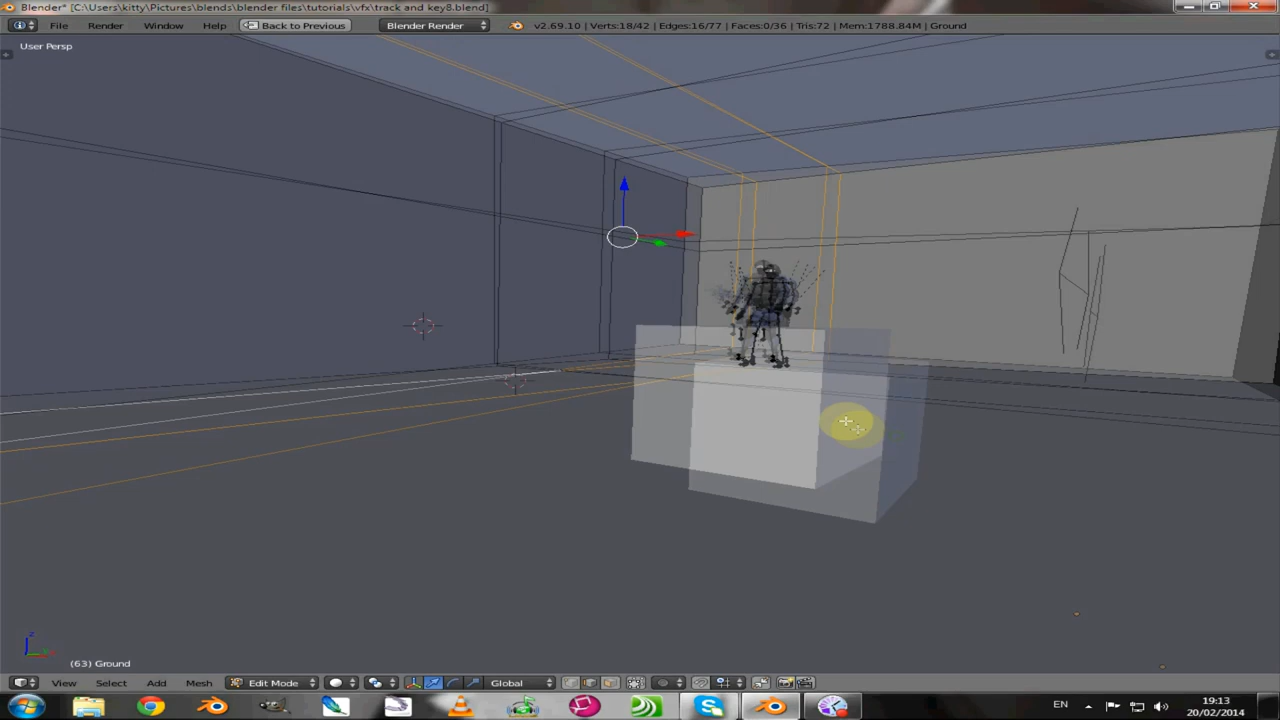 Blender* [C:\Users\kitty\Pictures\blends\blender files\tutorials\vfx\track and key8.blend]
File Render Window Help Back to Previous Blender Render v2.69.10 | Verts:18/42 | Edges:16/77 | Faces:0/36 | Tris:72 | Mem:1788.84M | Ground
User Persp
z
(63) Ground
View Select Add Mesh Edit Mode Global
EN 19:13
20/02/2014